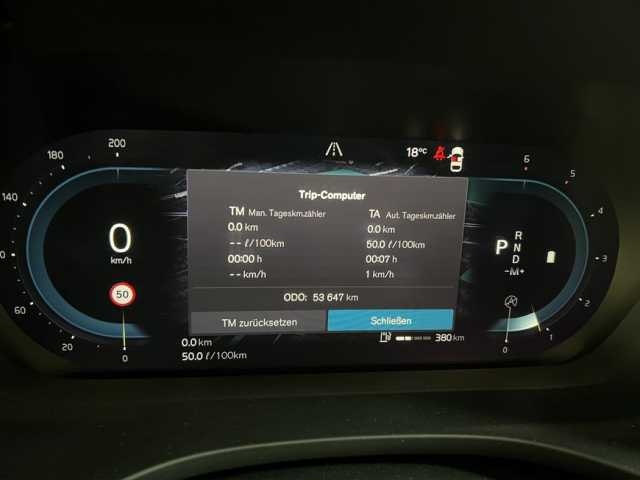 200
180
18°C
6
140
5
Trip-Computer
TM Man. Tageskm.zähler
TA Aut. Tageskm.zähler
4
0.0 km
0.0 km
0
km/h
-- ℓ/100km
50.0 ℓ/100km
P
R
N
D
-M+
00:00 h
00:07 h
3
-- km/h
1 km/h
50
ODO: 53 647 km
60
2
TM zurücksetzen
Schließen
20
0
0.0 km
380 km
1
50.0 ℓ/100km
0